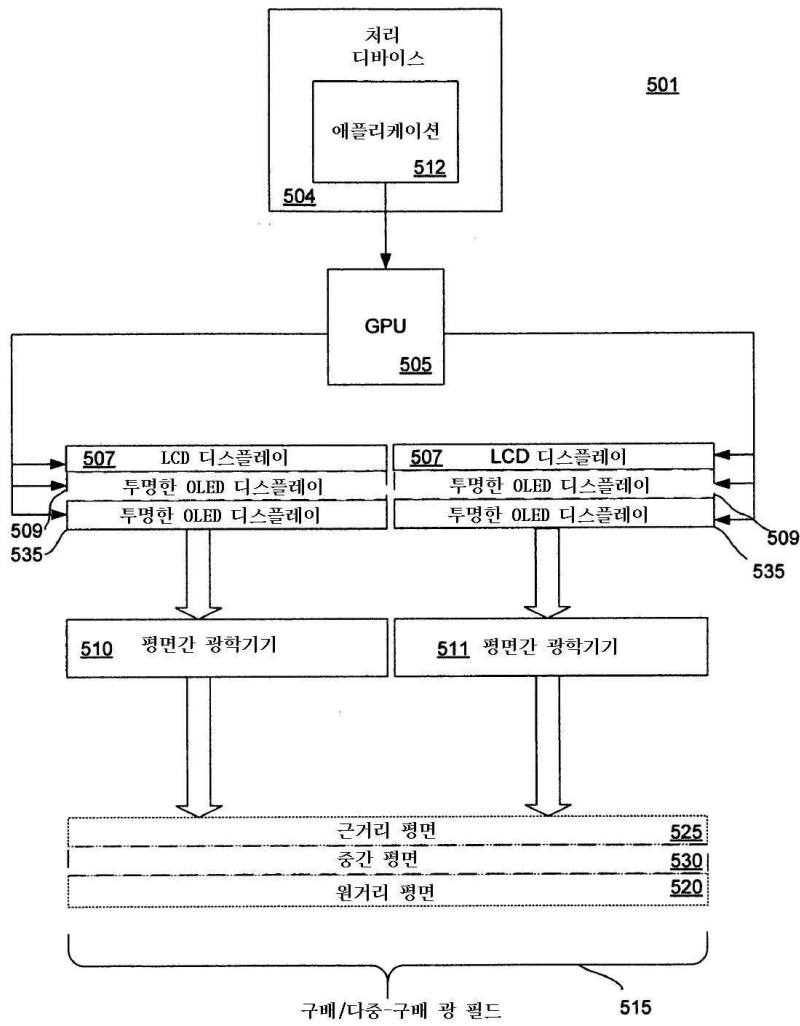 처리
디바이스
501
애플리케이션
512
504
GPU
505
507 LCD 디스플레이
507 LCD 디스플레이
투명한 OLED 디스플레이
투명한 OLED 디스플레이
투명한 OLED 디스플레이
투명한 OLED 디스플레이
509
509
535
535
510 평면간 광학기기
511 평면간 광학기기
근거리 평면 525
중간 평면 530
원거리 평면 520
구배/다중-구배 광 필드
515